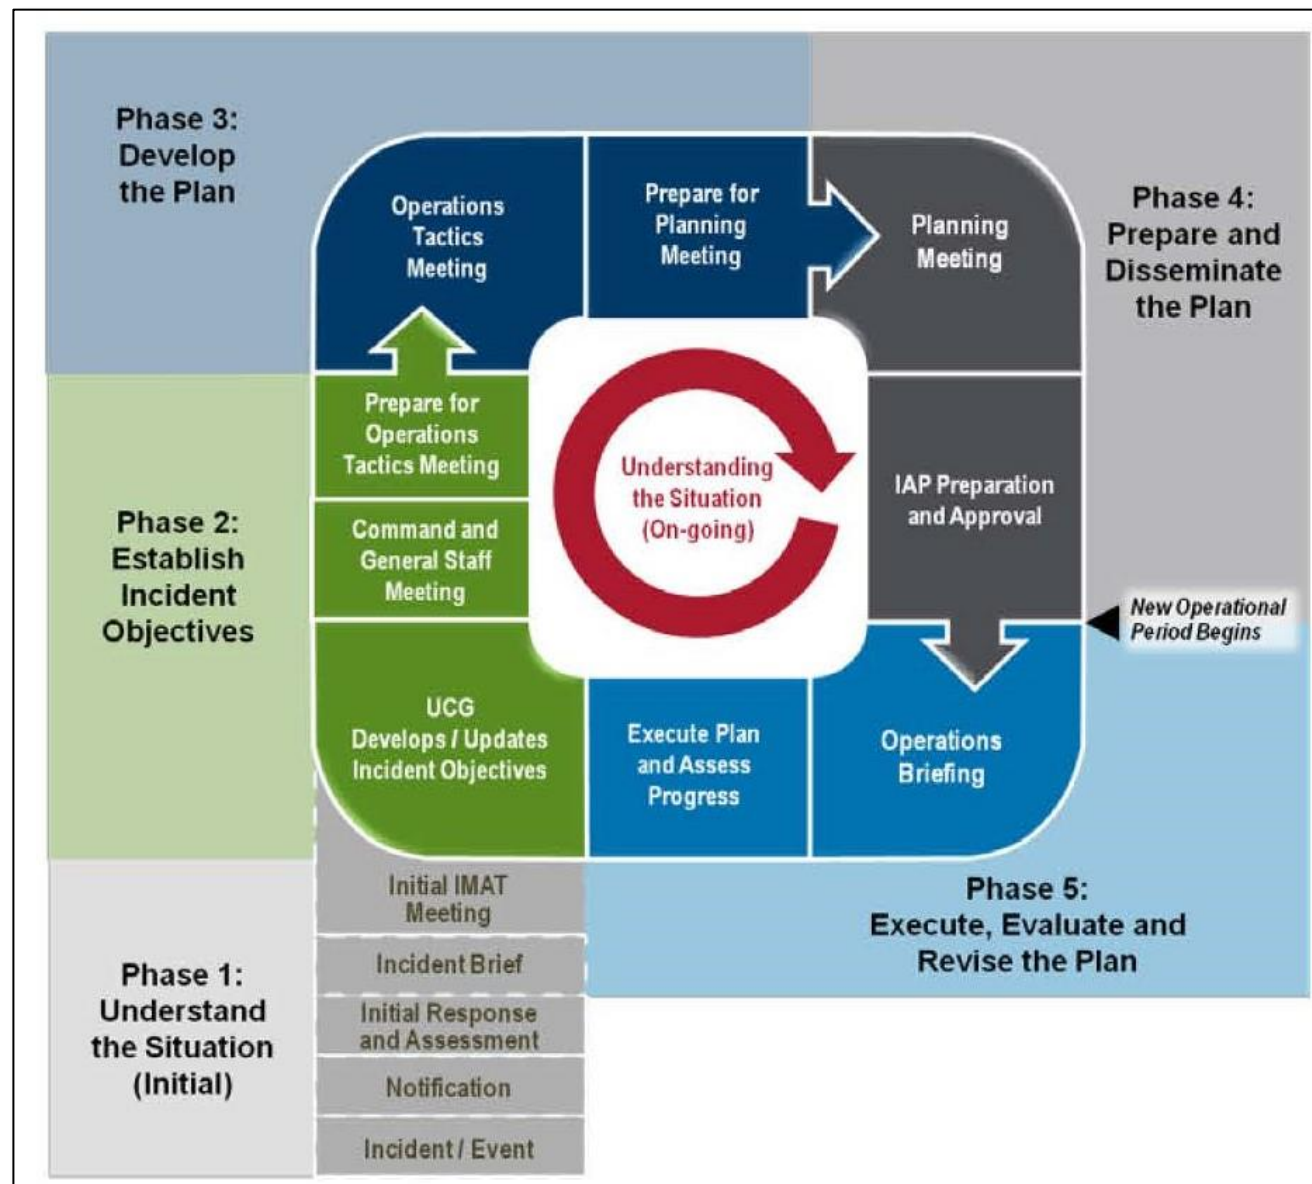 Phase 3:
Develop
the Plan
Operations
Tactics
Meeting
Prepare for
Planning
Meeting
Planning
Meeting
Phase 4:
Prepare and
Disseminate
the Plan
Prepare for
Operations
Tactics Meeting
Understanding
the Situation
(On-going)
IAP Preparation
and Approval
Phase 2:
Establish
Incident
Objectives
Command and
General Staff
Meeting
New Operational
Period Begins
UCG
Develops / Updates
Incident Objectives
Execute Plan
and Assess
Progress
Operations
Briefing
Initial IMAT
Meeting
Phase 5:
Execute, Evaluate and
Revise the Plan
Phase 1:
Understand
the Situation
(Initial)
Incident Brief
Initial Response
and Assessment
Notification
Incident / Event